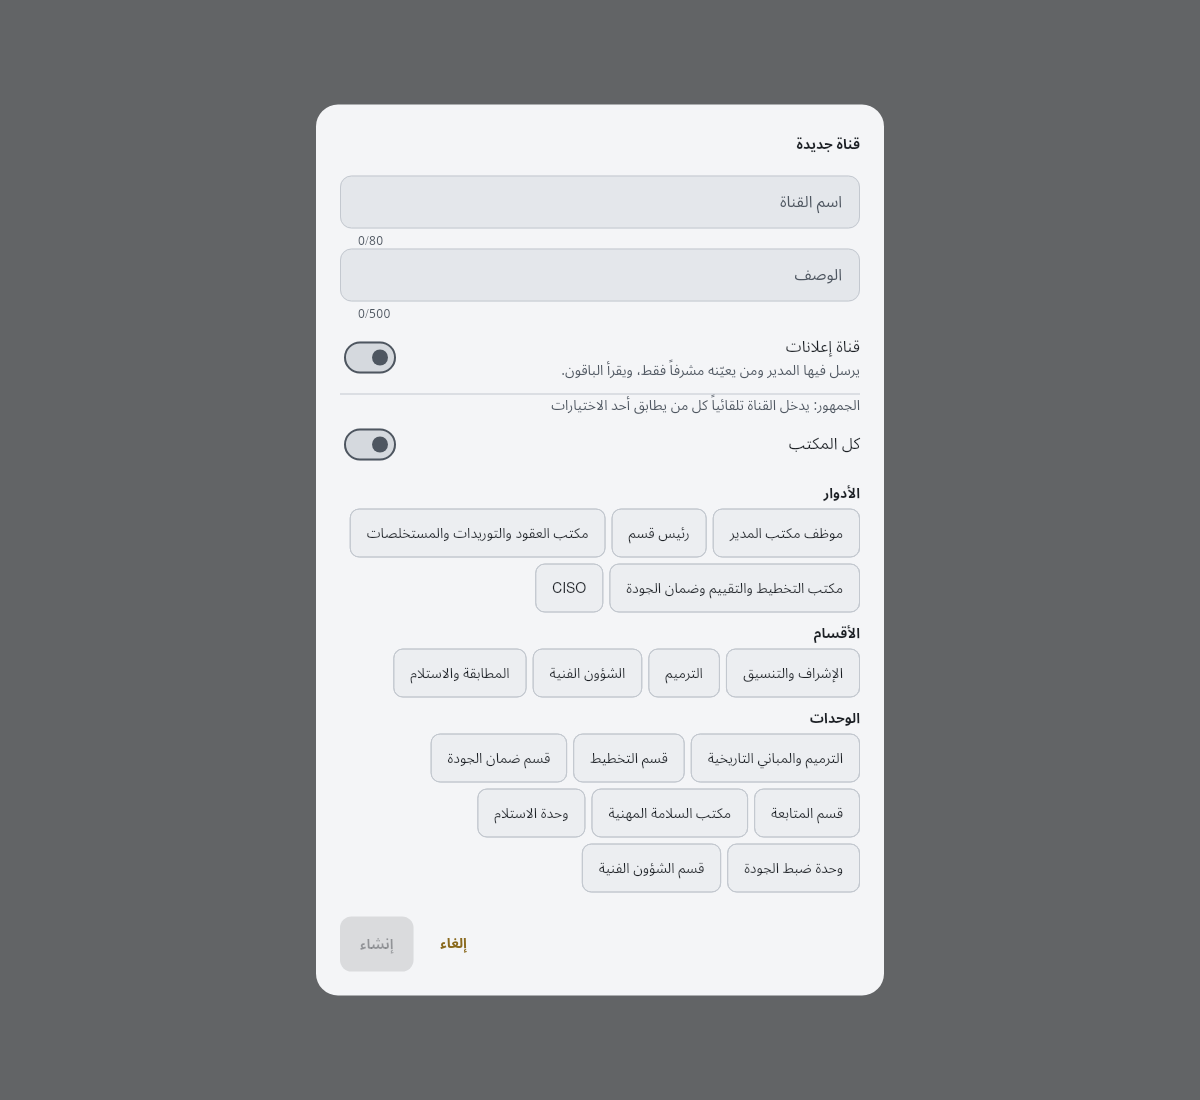 قناة جديدة
اسم القناة
0/80
الوصف
0/500
قناة إعلانات
يرسل فيها المدير ومن يعيّنه مشرفاً فقط، ويقرأ الباقون.
الجمهور: يدخل القناة تلقائياً كل من يطابق أحد الاختيارات
كل المكتب
الأدوار
موظف مكتب المدير رئيس قسم مكتب العقود والتوريدات والمستخلصات
مكتب التخطيط والتقييم وضمان الجودة CISO
الأقسام
الإشراف والتنسيق الترميم الشؤون الفنية المطابقة والاستلام
الوحدات
الترميم والمباني التاريخية قسم التخطيط قسم ضمان الجودة
قسم المتابعة مكتب السلامة المهنية وحدة الاستلام
وحدة ضبط الجودة قسم الشؤون الفنية
إلغاء إنشاء